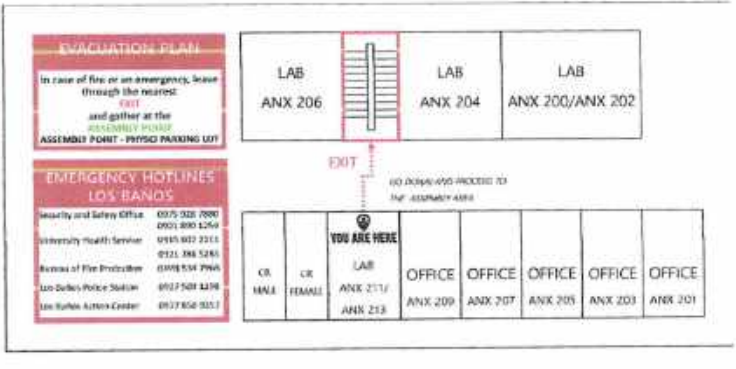 EVACUATION PLAN
In case of fire or an emergency, leave
through the nearest
EXIT
and gather at the
ASSEMBLY POINT
ASSEMBLY POINT - PHYSCI PARKING LOT
EMERGENCY HOTLINES
LOS BAÑOS
Security and Safety Office
University Health Service
Bureau of Fire Protection
Los Baños Police Station
Los Baños Action Center
LAB
ANX 206
LAB
ANX 204
LAB
ANX 200/ANX 202
EXIT
GO DOWN AND PROCEED TO
THE ASSEMBLY AREA
YOU ARE HERE
CR
MALE
CR
FEMALE
LAB
ANX 211/
ANX 213
OFFICE
ANX 209
OFFICE
ANX 207
OFFICE
ANX 205
OFFICE
ANX 203
OFFICE
ANX 201